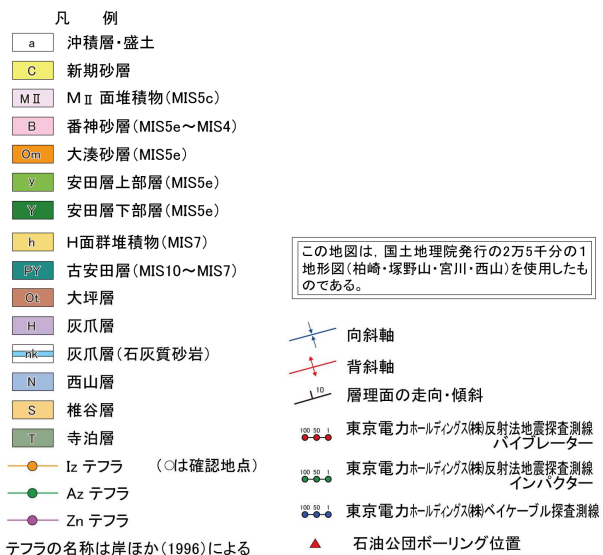 凡 例
a 沖積層・盛土
C 新期砂層
MⅡ MⅡ 面堆積物(MIS5c)
B 番神砂層(MIS5e～MIS4)
Om 大湊砂層(MIS5e)
y 安田層上部層(MIS5e)
Y 安田層下部層(MIS5e)
h H面群堆積物(MIS7)
PY 古安田層(MIS10～MIS7)
Ot 大坪層
H 灰爪層
nk 灰爪層(石灰質砂岩)
N 西山層
S 椎谷層
T 寺泊層
Iz テフラ (○は確認地点)
Az テフラ
Zn テフラ
テフラの名称は岸ほか(1996)による
この地図は，国土地理院発行の2万5千分の1
地形図(柏崎・塚野山・宮川・西山)を使用したも
のである。
向斜軸
背斜軸
10 層理面の走向・傾斜
100 50 1 東京電力ホールディングス(株)反射法地震探査測線
バイブレーター
100 50 1 東京電力ホールディングス(株)反射法地震探査測線
インパクター
100 50 1 東京電力ホールディングス(株)ベイケーブル探査測線
石油公団ボーリング位置